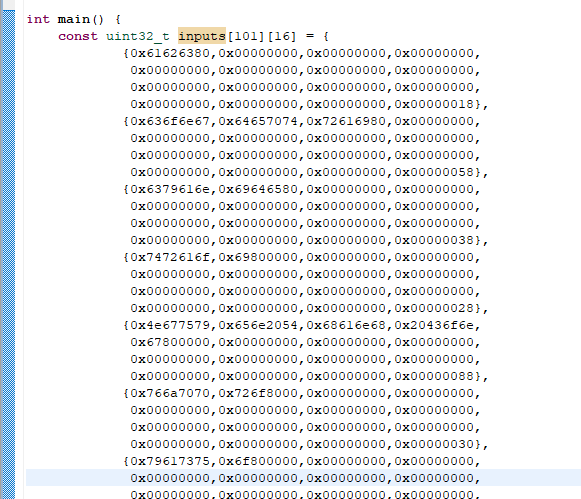 int main() {
const uint32_t inputs[101][16] = {
{0x61626380,0x00000000,0x00000000,0x00000000,
0x00000000,0x00000000,0x00000000,0x00000000,
0x00000000,0x00000000,0x00000000,0x00000000,
0x00000000,0x00000000,0x00000000,0x00000018},
{0x636f6e67,0x64657074,0x72616980,0x00000000,
0x00000000,0x00000000,0x00000000,0x00000000,
0x00000000,0x00000000,0x00000000,0x00000000,
0x00000000,0x00000000,0x00000000,0x00000058},
{0x6379616e,0x69646580,0x00000000,0x00000000,
0x00000000,0x00000000,0x00000000,0x00000000,
0x00000000,0x00000000,0x00000000,0x00000000,
0x00000000,0x00000000,0x00000000,0x00000038},
{0x7472616f,0x69800000,0x00000000,0x00000000,
0x00000000,0x00000000,0x00000000,0x00000000,
0x00000000,0x00000000,0x00000000,0x00000000,
0x00000000,0x00000000,0x00000000,0x00000028},
{0x4e677579,0x656e2054,0x68616e68,0x20436f6e,
0x67800000,0x00000000,0x00000000,0x00000000,
0x00000000,0x00000000,0x00000000,0x00000000,
0x00000000,0x00000000,0x00000000,0x00000088},
{0x766a7070,0x726f8000,0x00000000,0x00000000,
0x00000000,0x00000000,0x00000000,0x00000000,
0x00000000,0x00000000,0x00000000,0x00000000,
0x00000000,0x00000000,0x00000000,0x00000030},
{0x79617375,0x6f800000,0x00000000,0x00000000,
0x00000000,0x00000000,0x00000000,0x00000000,
0x00000000,0x00000000,0x00000000,0x00000000,